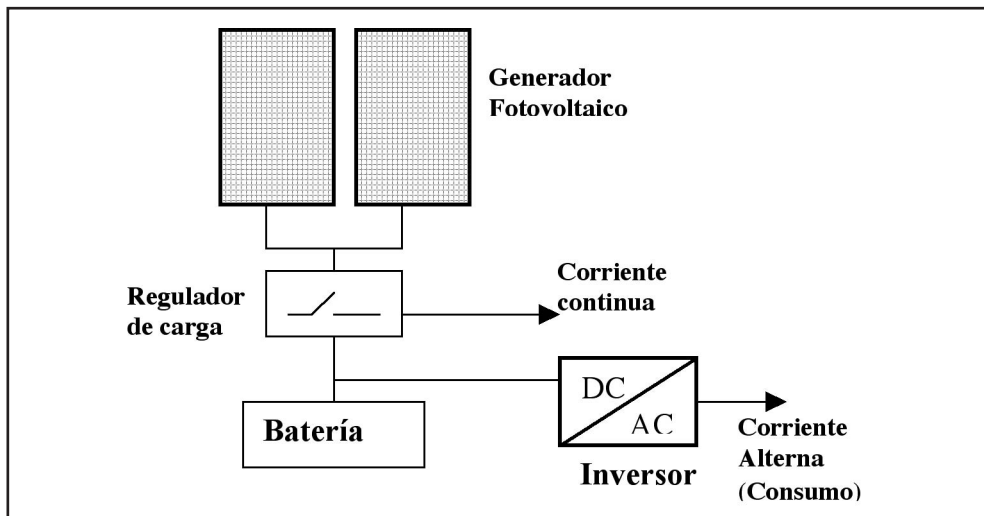 Generador
Fotovoltaico
Corriente
continua
Regulador
de carga
DC
AC
Batería
Inversor
Corriente
Alterna
(Consumo)